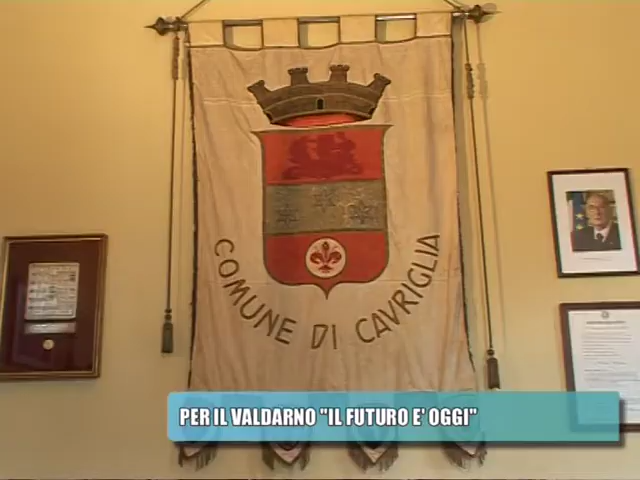 COMUNE DI CAVRIGLIA
PER IL VALDARNO "IL FUTURO E' OGGI"